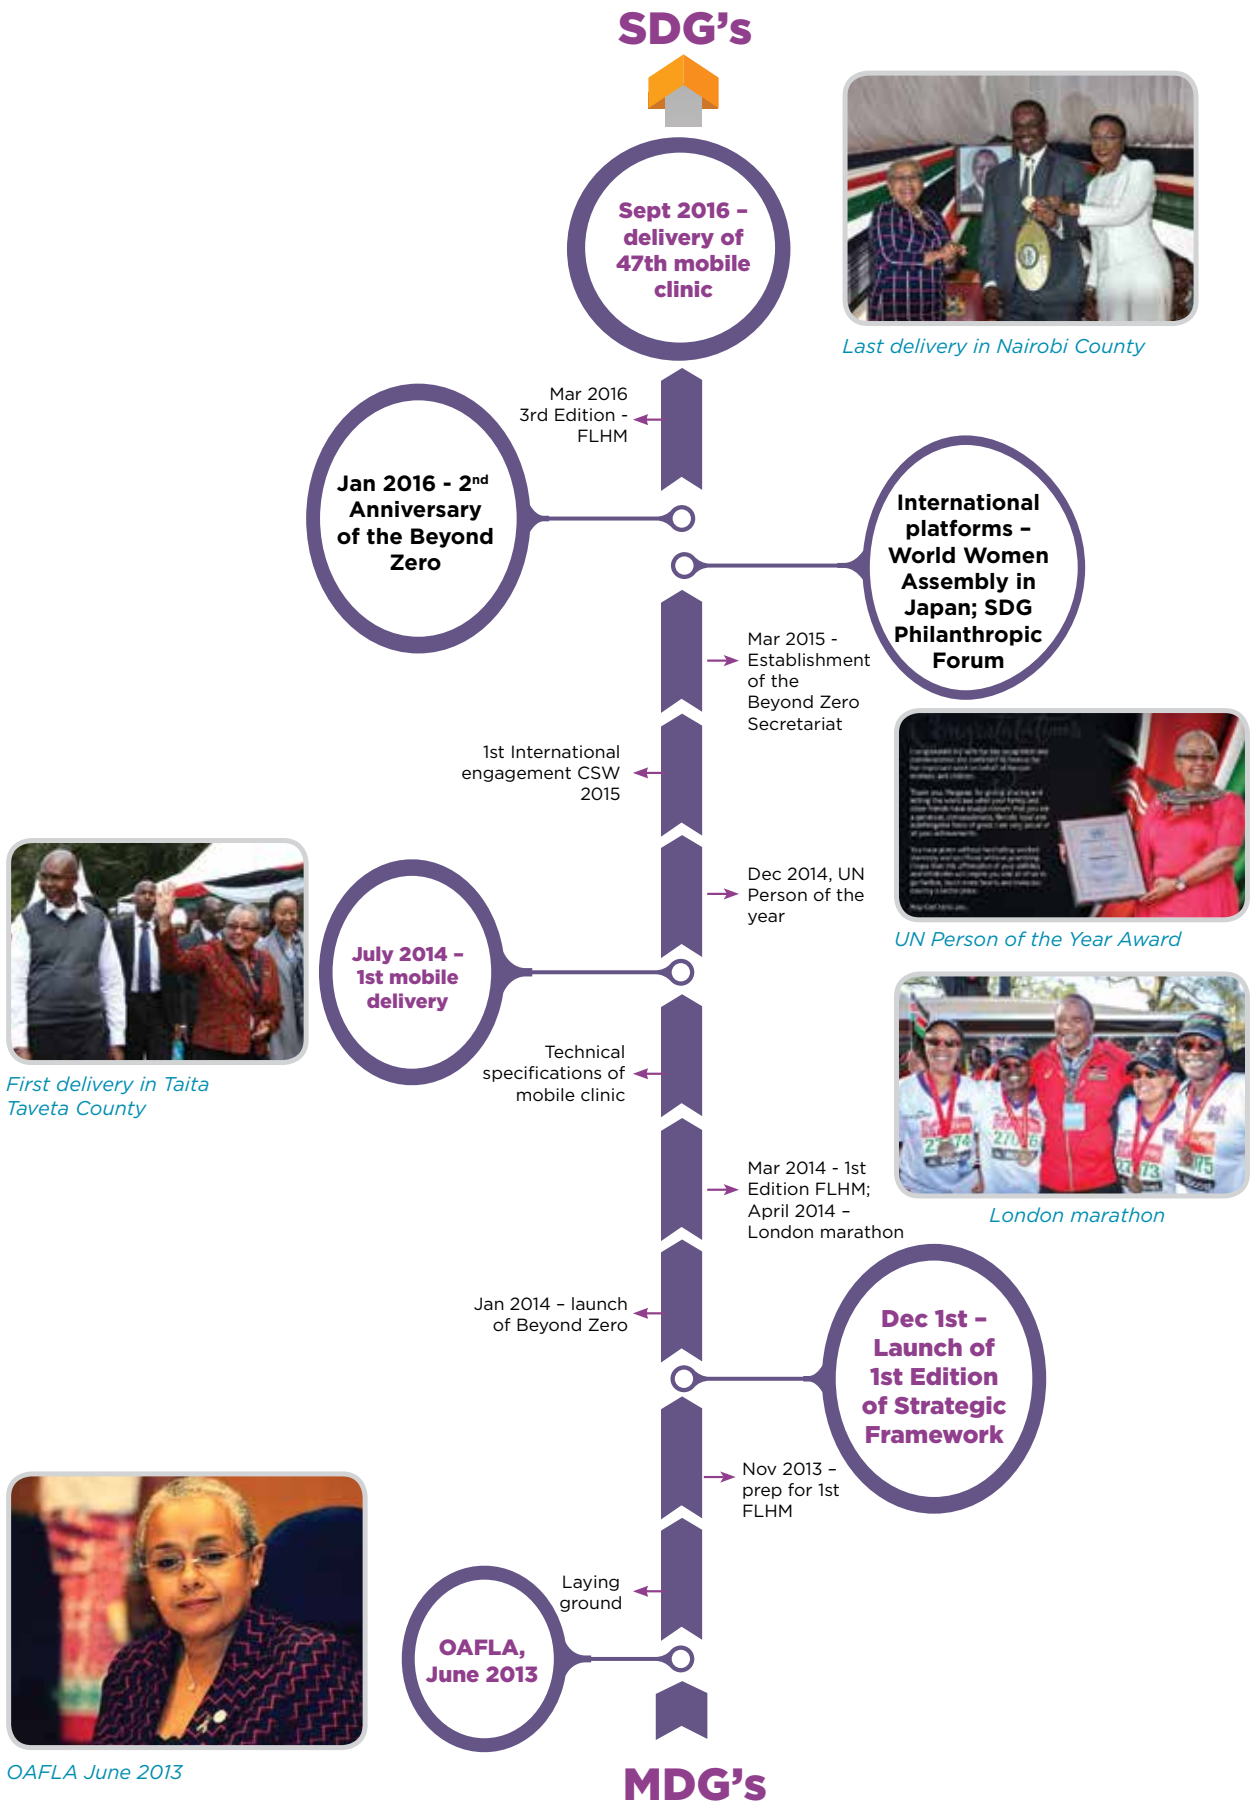 SDG's
Sept 2016 –
delivery of
47th mobile
clinic
Last delivery in Nairobi County
Mar 2016
3rd Edition -
FLHM
Jan 2016 - 2nd
Anniversary
of the Beyond
Zero
International
platforms –
World Women
Assembly in
Japan; SDG
Philanthropic
Forum
Mar 2015 -
Establishment
of the
Beyond Zero
Secretariat
1st International
engagement CSW
2015
Congratulations
Dec 2014, UN
Person of the
year
UN Person of the Year Award
July 2014 –
1st mobile
delivery
First delivery in Taita
Taveta County
Technical
specifications of
mobile clinic
Mar 2014 - 1st
Edition FLHM;
April 2014 –
London marathon
London marathon
Jan 2014 – launch
of Beyond Zero
Dec 1st –
Launch of
1st Edition
of Strategic
Framework
Nov 2013 –
prep for 1st
FLHM
Laying
ground
OAFLA,
June 2013
OAFLA June 2013
MDG's